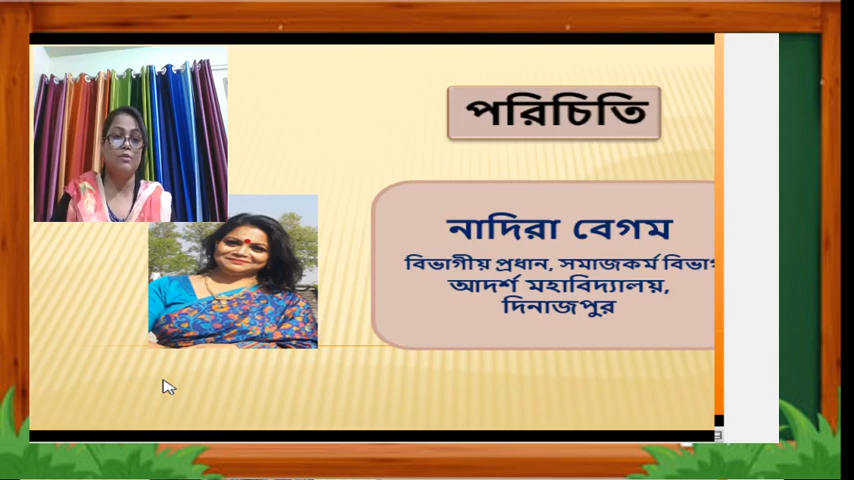 পরিচিতি
নাদিরা বেগম
বিভাগীয় প্রধান, সমাজকর্ম
আদর্শ মহাবিদ্যালয়,
দিনাজপুর